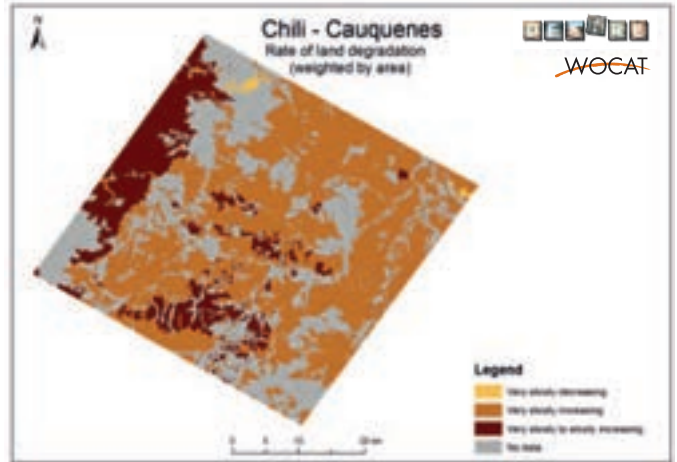 N
Chili - Cauquenes
Rate of land degradation
(weighted by area)
DESIRE
WOCAT
Legend
Very slowly decreasing
Very slowly increasing
Very slowly to slowly increasing
No data
0 5 10 20 km